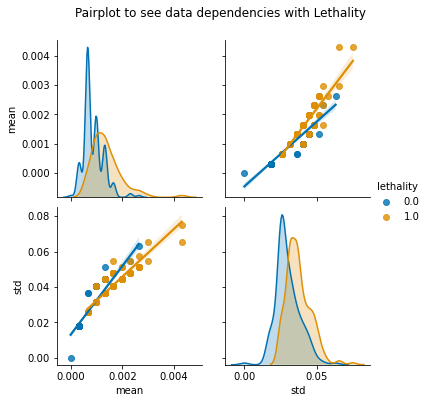 Pairplot to see data dependencies with Lethality
0.004
0.003
0.002
0.001
0.000
mean
lethality
0.0
1.0
0.08
0.06
0.04
0.02
0.00
std
0.000 0.002 0.004
mean
0.00 0.05
std